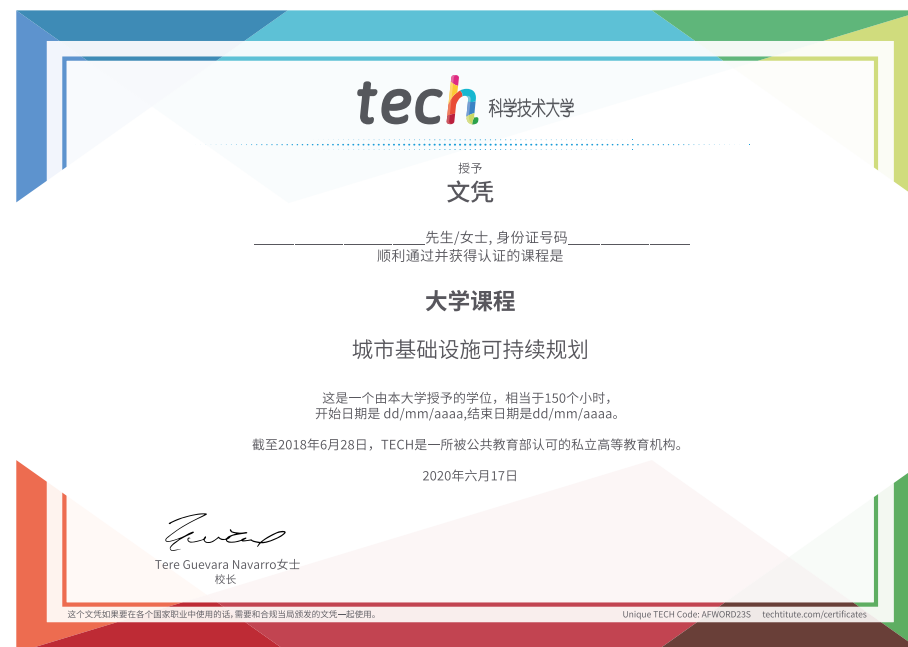 tech 科学技术大学
授予
文凭
先生/女士, 身份证号码
顺利通过并获得认证的课程是
大学课程
城市基础设施可持续规划
这是一个由本大学授予的学位，相当于150个小时，
开始日期是 dd/mm/aaaa,结束日期是dd/mm/aaaa。
截至2018年6月28日，TECH是一所被公共教育部认可的私立高等教育机构。
2020年六月17日
Tere Guevara Navarro女士
校长
这个文凭如果要在各个国家职业中使用的话,需要和合规当局颁发的文凭一起使用。
Unique TECH Code: AFWORD23S techtitute.com/certificates